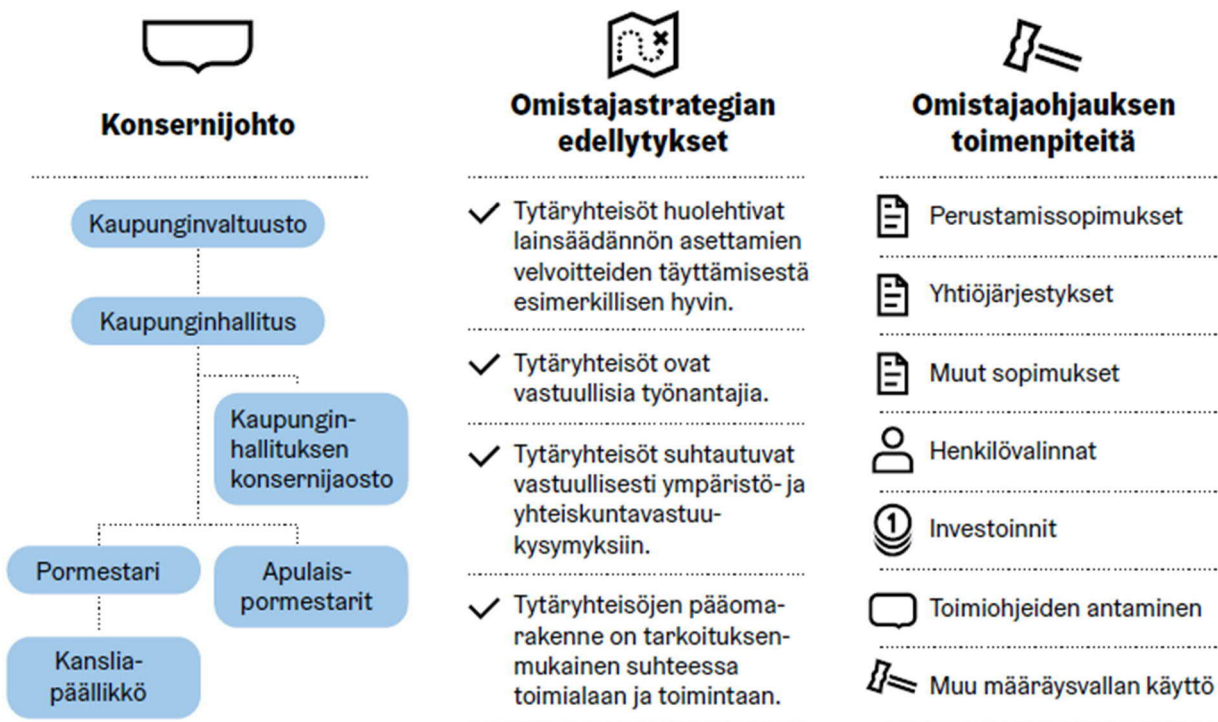 Konsernijohto
Kaupunginvaltuusto
Kaupunginhallitus
Kaupungin-
hallituksen
konsernijaosto
Pormestari
Apulais-
pormestarit
Kanslia-
päällikkö
Omistajastrategian
edellytykset
Tytäryhteisöt huolehtivat
lainsäädännön asettamien
velvoitteiden täyttämisestä
esimerkillisen hyvin.
Tytäryhteisöt ovat
vastuullisia työnantajia.
Tytäryhteisöt suhtautuvat
vastuullisesti ympäristö- ja
yhteiskuntavastuu-
kysymyksiin.
Tytäryhteisöjen pääoma-
rakenne on tarkoituksen-
mukainen suhteessa
toimialaan ja toimintaan.
Omistajaohjauksen
toimenpiteitä
Perustamissopimukset
Yhtiöjärjestykset
Muut sopimukset
Henkilövalinnat
1
Investoinnit
Toimiohjeiden antaminen
Muu määräysvallan käyttö